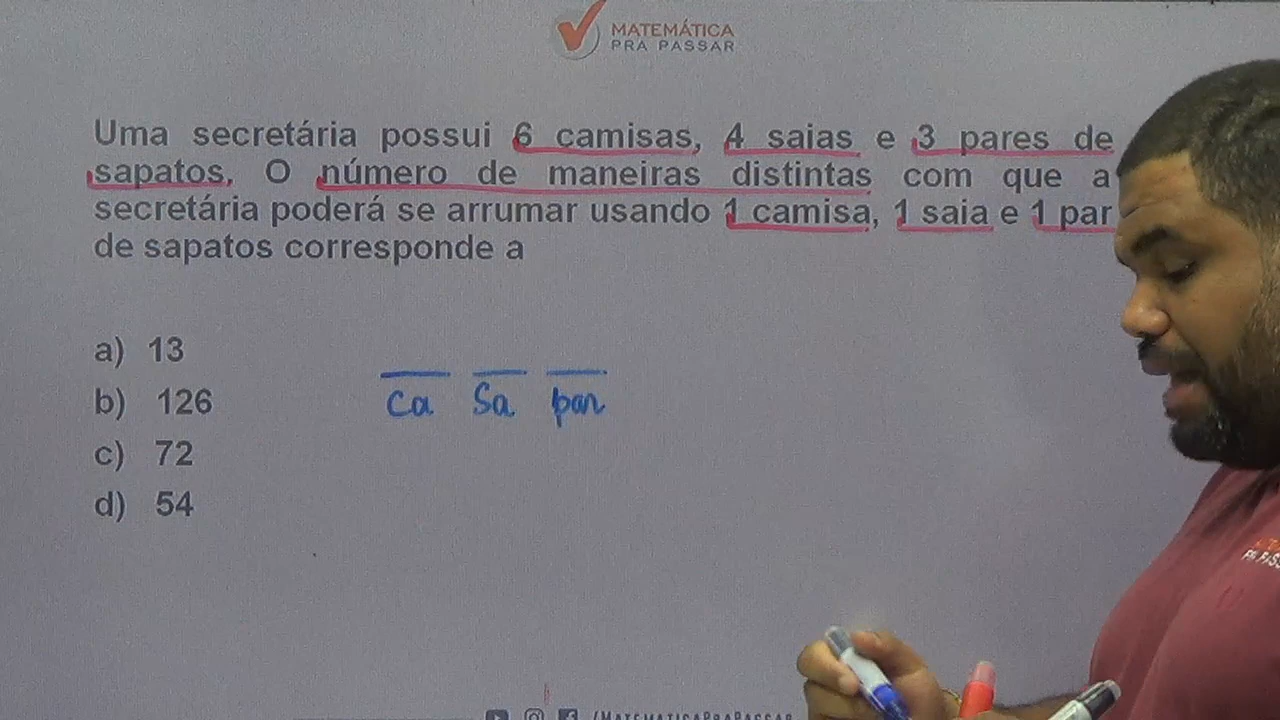 MATEMÁTICA
PRA PASSAR
Uma secretária possui 6 camisas, 4 saias e 3 pares de
sapatos. O número de maneiras distintas com que a
secretária poderá se arrumar usando 1 camisa, 1 saia e 1 par
de sapatos corresponde a
a) 13
b) 126
c) 72
d) 54
Ca Sa par
/MATEMATICAPRAPASSAR